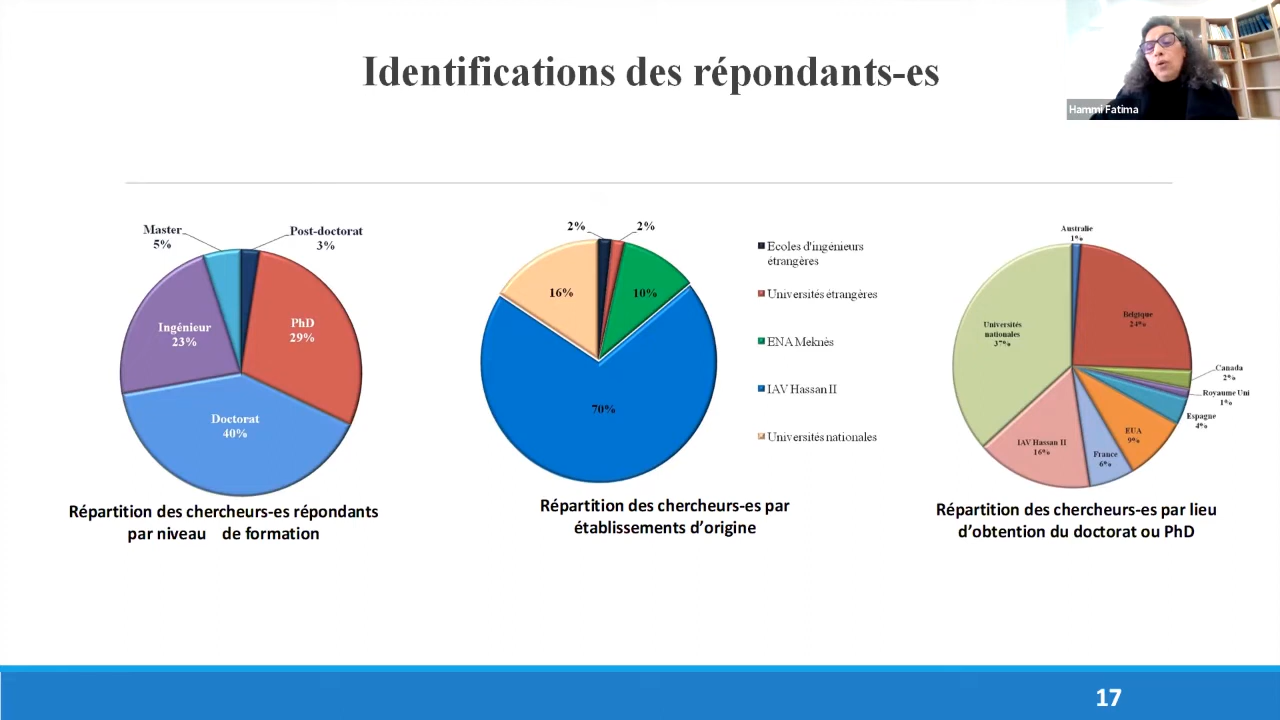 Identifications des répondants-es
Hammi Fatima
Master
5%
Post-doctorat
3%
PhD
29%
Ingénieur
23%
Doctorat
40%
Répartition des chercheurs-es répondants
par niveau de formation
2%
2%
16%
10%
70%
Ecoles d'ingénieurs
étrangères
Universités étrangères
ENA Meknès
IAV Hassan II
Universités nationales
Répartition des chercheurs-es par
établissements d’origine
Australie
1%
Belgique
24%
Universités
nationales
37%
Canada
2%
Royaume Uni
1%
Espagne
4%
EUA
9%
France
6%
IAV Hassan II
16%
Répartition des chercheurs-es par lieu
d’obtention du doctorat ou PhD
17